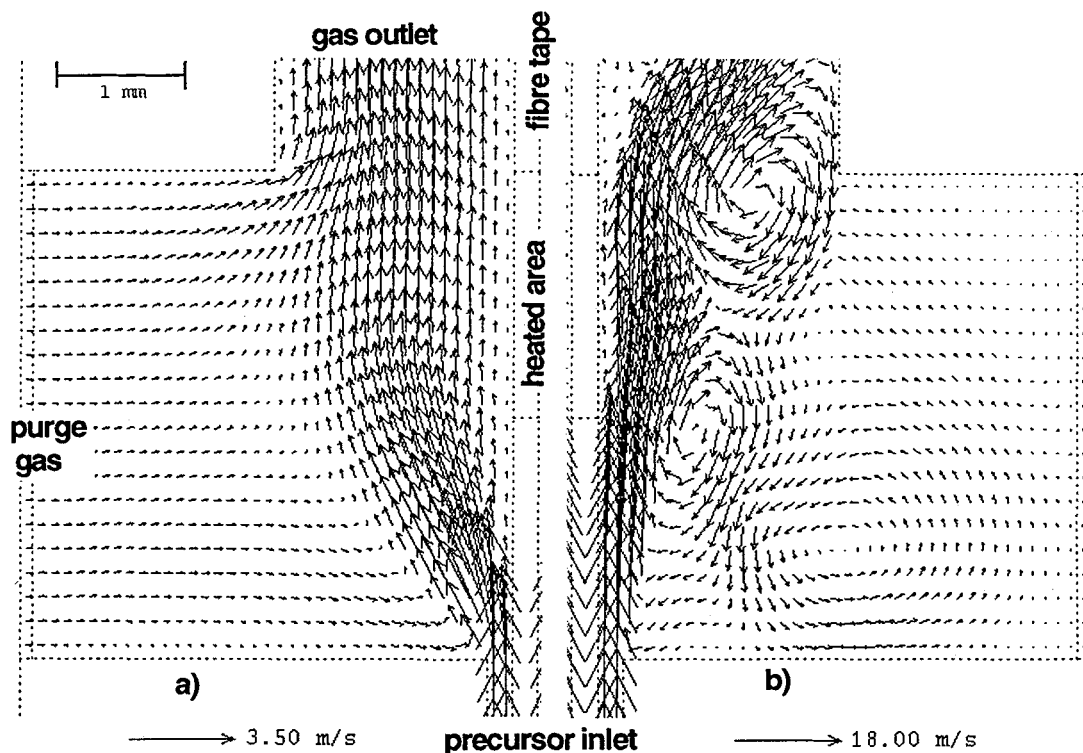 gas outlet
fibre tape
1 mm
heated area
purge
gas
a)
b)
3.50 m/s
precursor inlet
18.00 m/s